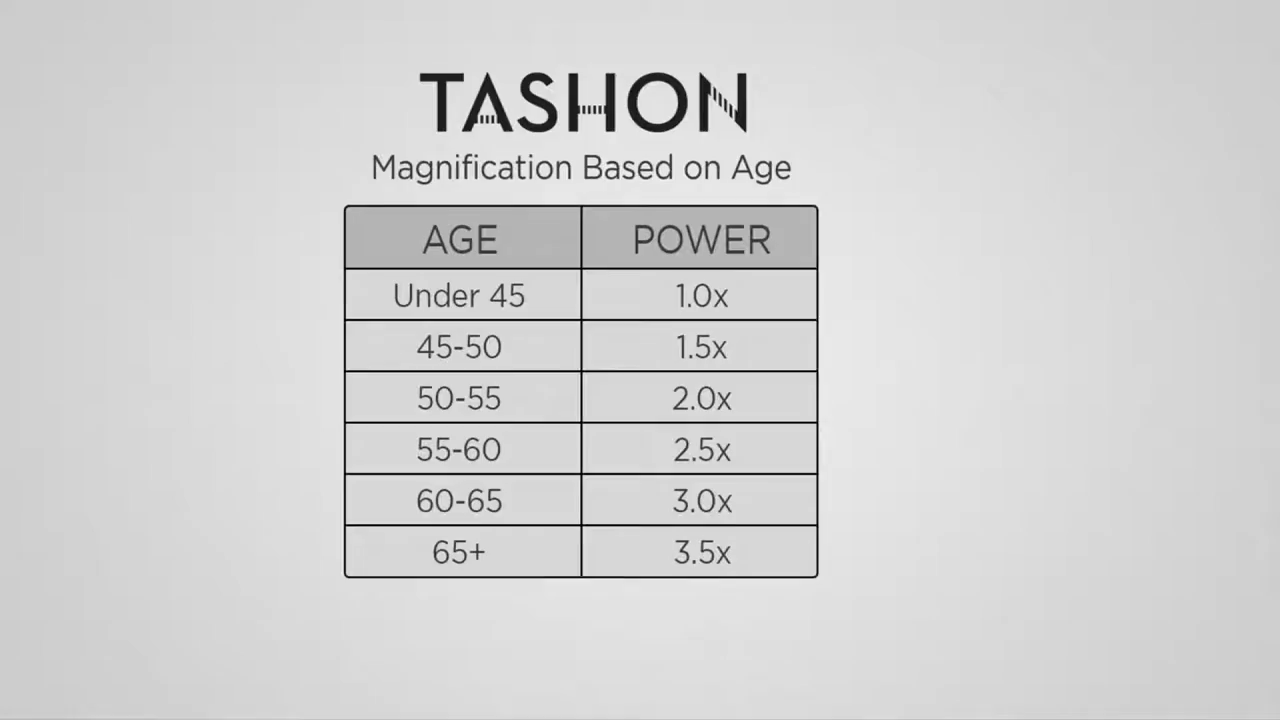 TASHON
Magnification Based on Age
AGE POWER
Under 45 1.0x
45-50 1.5x
50-55 2.0x
55-60 2.5x
60-65 3.0x
65+ 3.5x